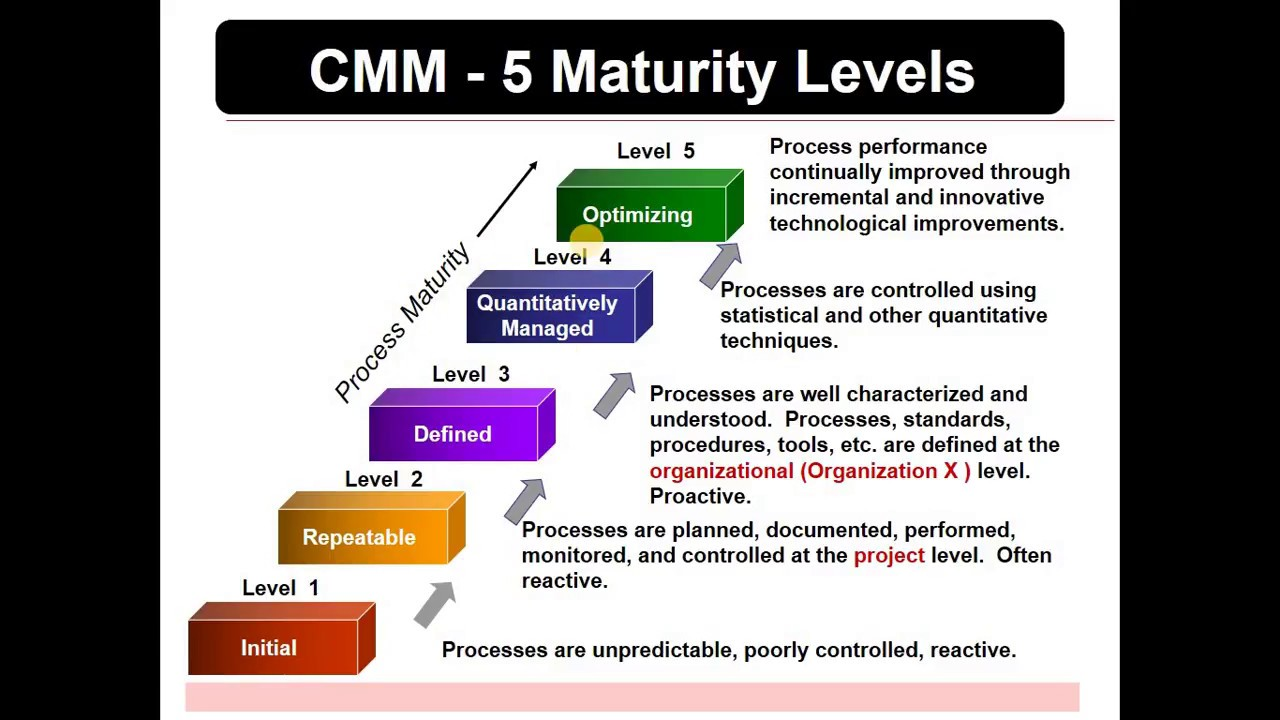 CMM - 5 Maturity Levels
Process Maturity
Level 5
Optimizing
Process performance
continually improved through
incremental and innovative
technological improvements.
Level 4
Quantitatively
Managed
Processes are controlled using
statistical and other quantitative
techniques.
Level 3
Defined
Processes are well characterized and
understood. Processes, standards,
procedures, tools, etc. are defined at the
organizational (Organization X ) level.
Proactive.
Level 2
Repeatable
Processes are planned, documented, performed,
monitored, and controlled at the project level. Often
reactive.
Level 1
Initial
Processes are unpredictable, poorly controlled, reactive.